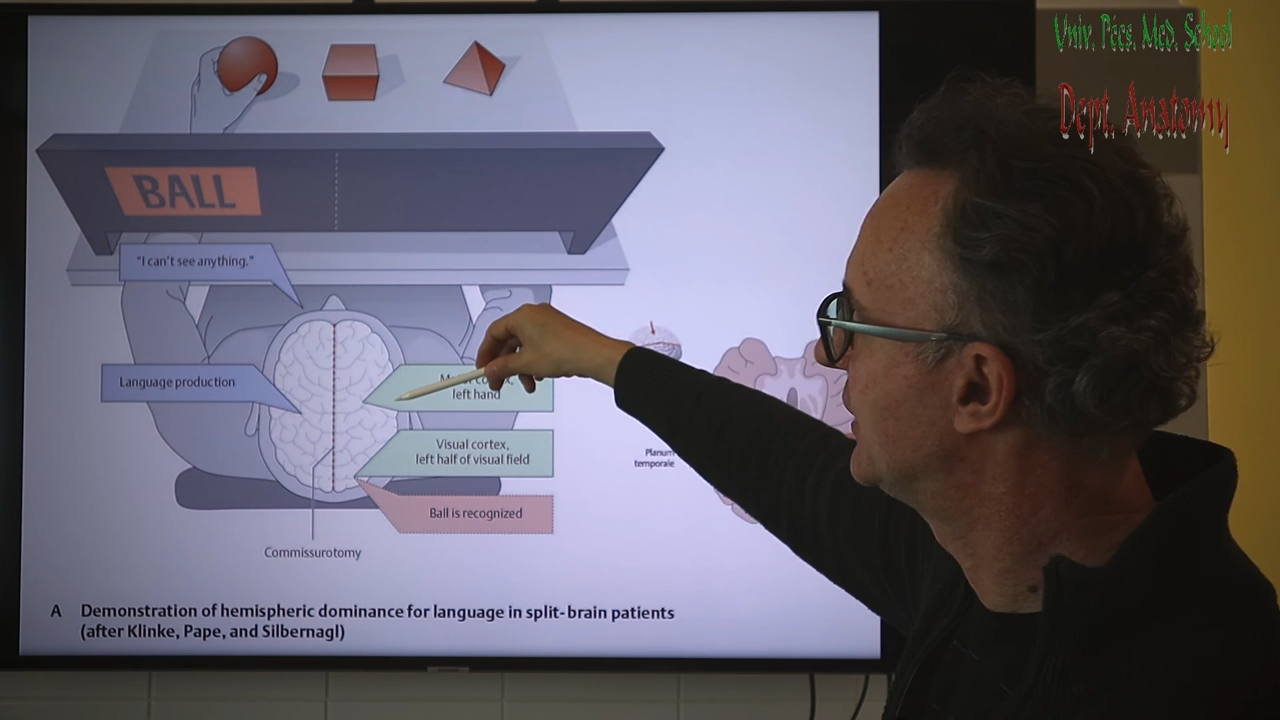 Univ. Pécs. Med. School
Dept. Anatomy
BALL
"I can't see anything."
Language production
left hand
Visual cortex,
left half of visual field
Ball is recognized
Planum
temporale
Commissurotomy
A Demonstration of hemispheric dominance for language in split-brain patients
(after Klinke, Pape, and Silbernagl)